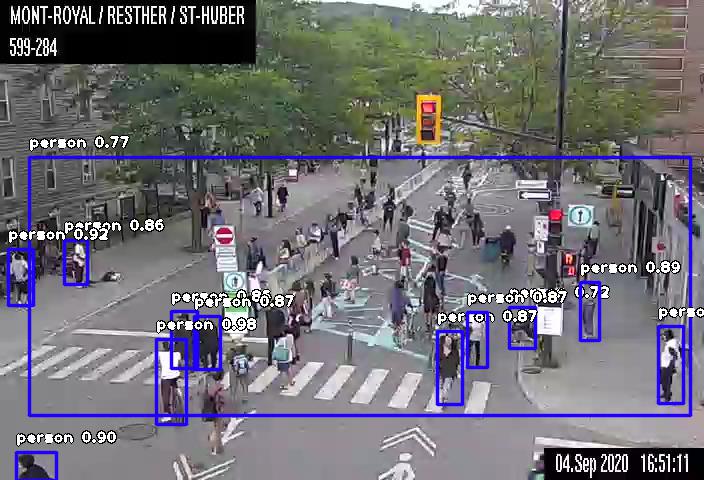 MONT-ROYAL / RESTHER / ST-HUBER
599-284
person 0.77
person 0.86
person 0.92
person 0.89
person 0.87
person 0.87
0.72
person 0.87
person 0.98
perso
person 0.90
04.Sep 2020 16:51:11